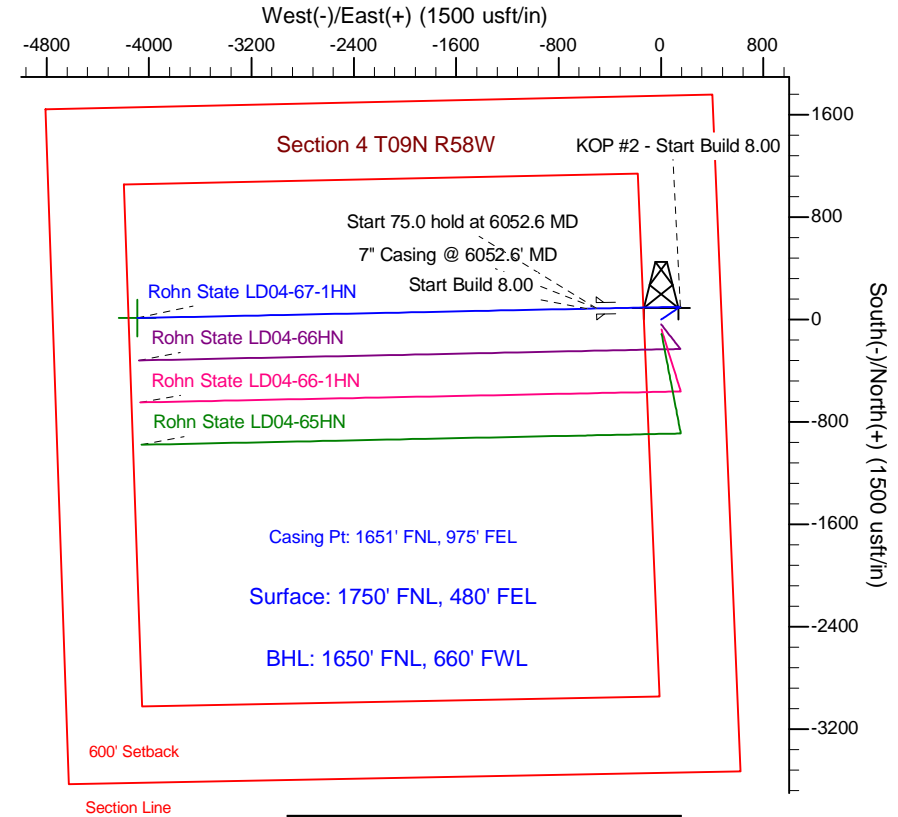 West(-)/East(+) (1500 usft/in)
-4800 -4000 -3200 -2400 -1600 -800 0 800
Section 4 T09N R58W
KOP #2 - Start Build 8.00
Start 75.0 hold at 6052.6 MD
7" Casing @ 6052.6' MD
Start Build 8.00
Rohn State LD04-67-1HN
Rohn State LD04-66HN
Rohn State LD04-66-1HN
Rohn State LD04-65HN
Casing Pt: 1651' FNL, 975' FEL
Surface: 1750' FNL, 480' FEL
BHL: 1650' FNL, 660' FWL
600' Setback
Section Line
1600
800
0
-800
-1600
-2400
-3200
South(-)/North(+) (1500 usft/in)